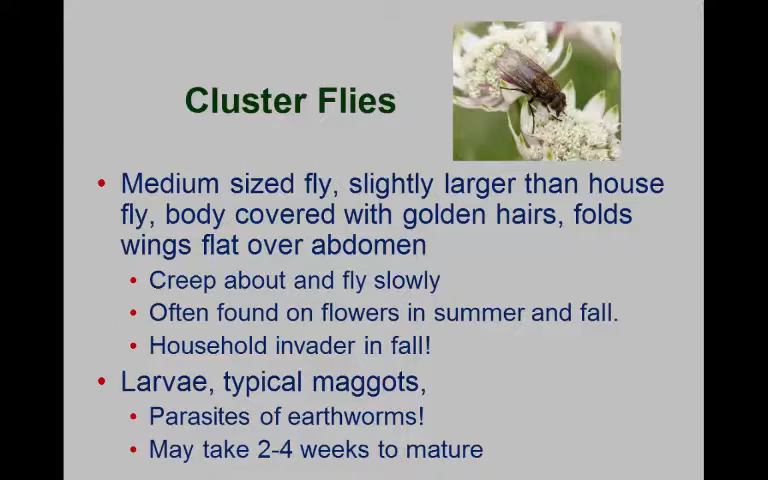 Cluster Flies
• Medium sized fly, slightly larger than house
fly, body covered with golden hairs, folds
wings flat over abdomen
• Creep about and fly slowly
• Often found on flowers in summer and fall.
• Household invader in fall!
• Larvae, typical maggots,
• Parasites of earthworms!
• May take 2-4 weeks to mature